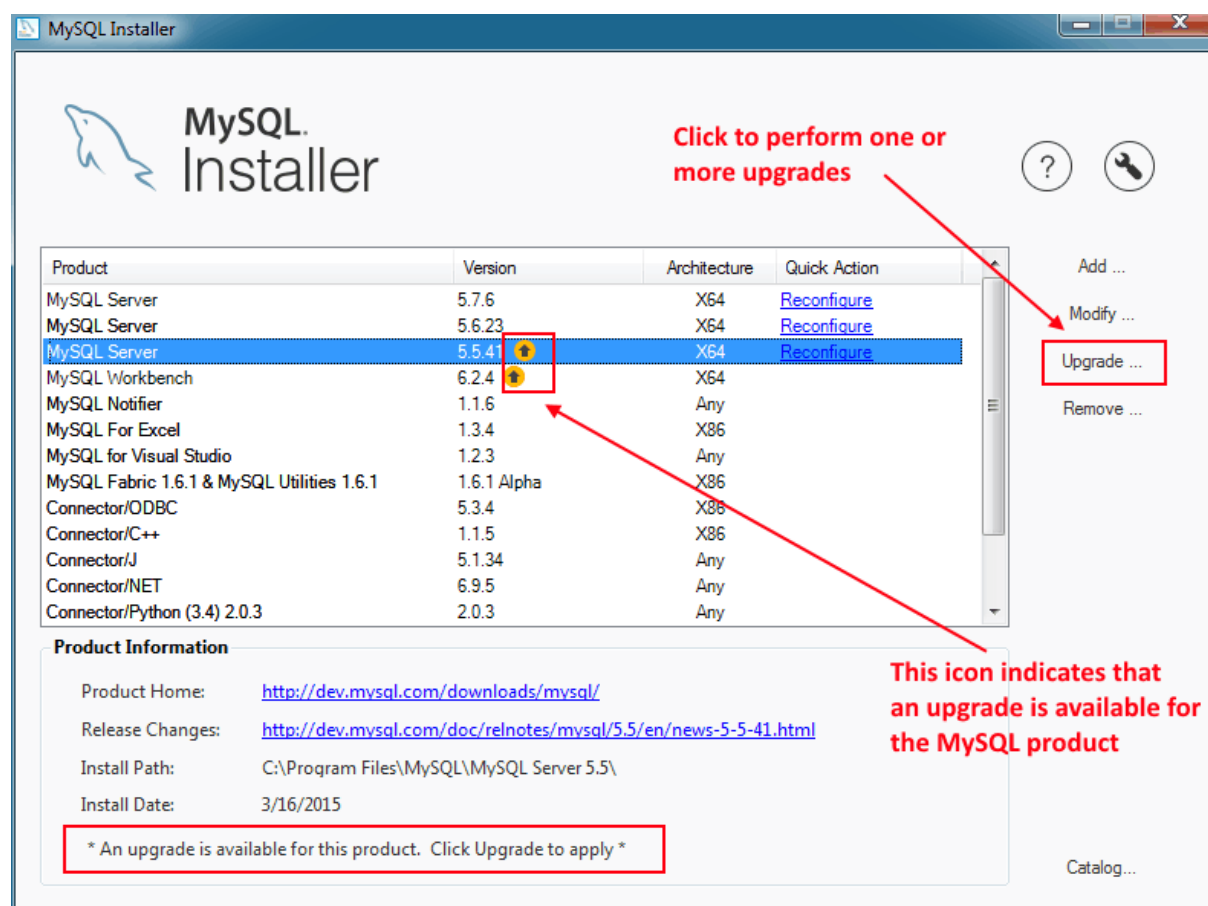 MySQL Installer
MySQL.
Installer
Click to perform one or
more upgrades
?
Product Version Architecture Quick Action
MySQL Server 5.7.6 X64 Reconfigure
MySQL Server 5.6.23 X64 Reconfigure
MySQL Server 5.5.41 X64 Reconfigure
MySQL Workbench 6.2.4 X64
MySQL Notifier 1.1.6 Any
MySQL For Excel 1.3.4 X86
MySQL for Visual Studio 1.2.3 Any
MySQL Fabric 1.6.1 & MySQL Utilities 1.6.1 1.6.1 Alpha X86
Connector/ODBC 5.3.4 X86
Connector/C++ 1.1.5 X86
Connector/J 5.1.34 Any
Connector/NET 6.9.5 Any
Connector/Python (3.4) 2.0.3 2.0.3 Any
Add ...
Modify ...
Upgrade ...
Remove ...
Product Information
Product Home: http://dev.mysql.com/downloads/mysql/
Release Changes: http://dev.mysql.com/doc/relnotes/mysql/5.5/en/news-5-5-41.html
Install Path: C:\Program Files\MySQL\MySQL Server 5.5\
Install Date: 3/16/2015
* An upgrade is available for this product. Click Upgrade to apply *
This icon indicates that
an upgrade is available for
the MySQL product
Catalog...